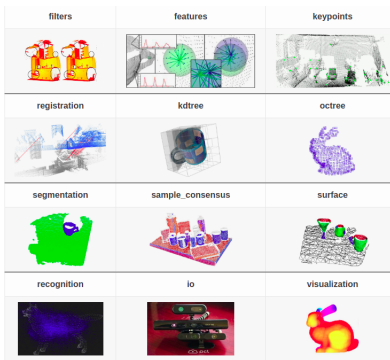 filters features keypoints
registration kdtree octree
segmentation sample_consensus surface
recognition io visualization